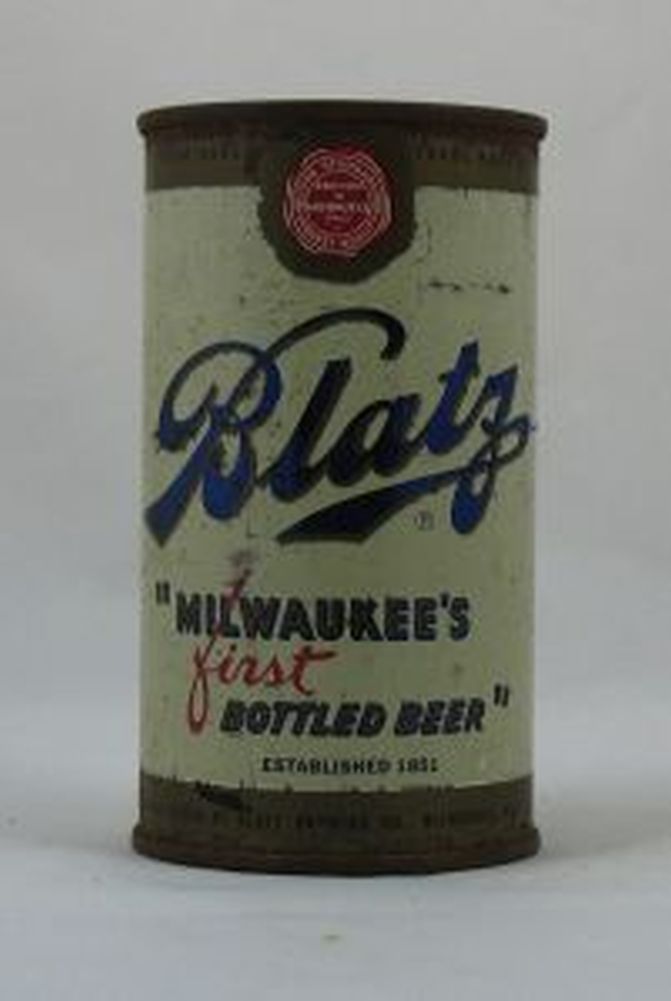 Blatz
®
"MILWAUKEE'S
first
BOTTLED BEER"
ESTABLISHED 1851